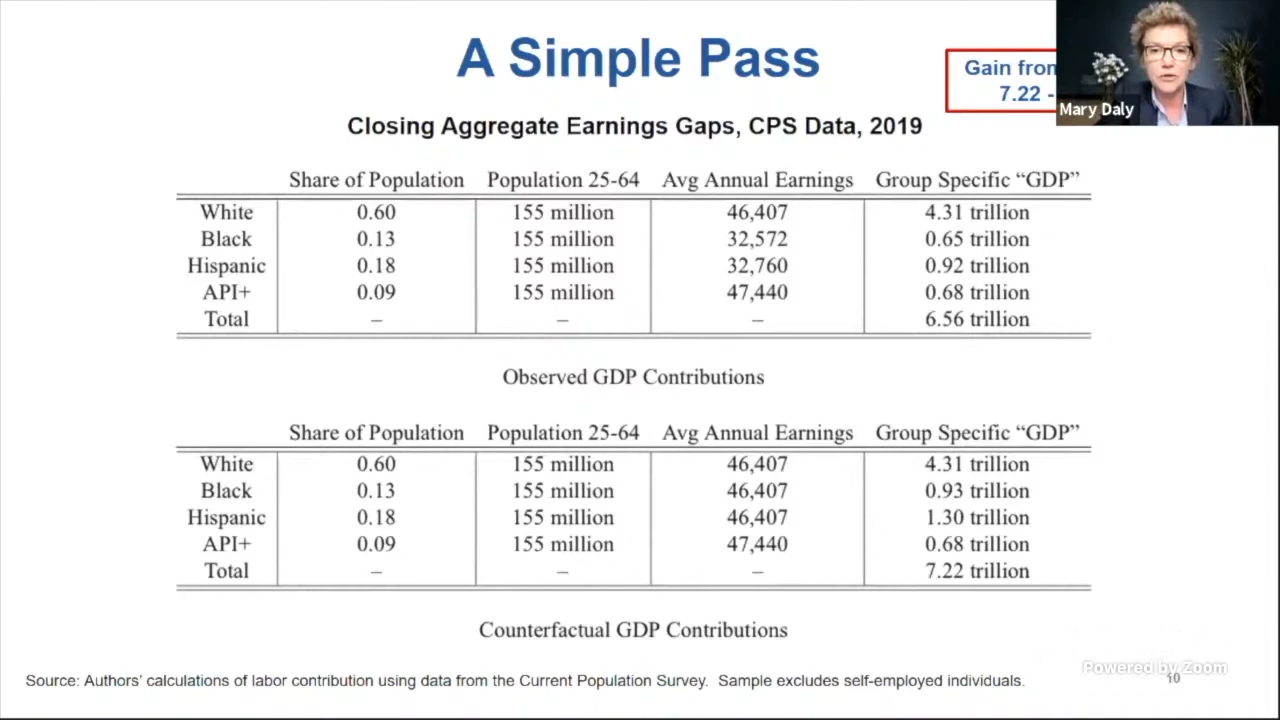 A Simple Pass
Gain from
7.22 -
Mary Daly
Closing Aggregate Earnings Gaps, CPS Data, 2019
Share of Population Population 25-64 Avg Annual Earnings Group Specific “GDP”
White 0.60 155 million 46,407 4.31 trillion
Black 0.13 155 million 32,572 0.65 trillion
Hispanic 0.18 155 million 32,760 0.92 trillion
API+ 0.09 155 million 47,440 0.68 trillion
Total – – – 6.56 trillion
Observed GDP Contributions
Share of Population Population 25-64 Avg Annual Earnings Group Specific “GDP”
White 0.60 155 million 46,407 4.31 trillion
Black 0.13 155 million 46,407 0.93 trillion
Hispanic 0.18 155 million 46,407 1.30 trillion
API+ 0.09 155 million 47,440 0.68 trillion
Total – – – 7.22 trillion
Counterfactual GDP Contributions
Powered by Zoom
Source: Authors’ calculations of labor contribution using data from the Current Population Survey. Sample excludes self-employed individuals.
10